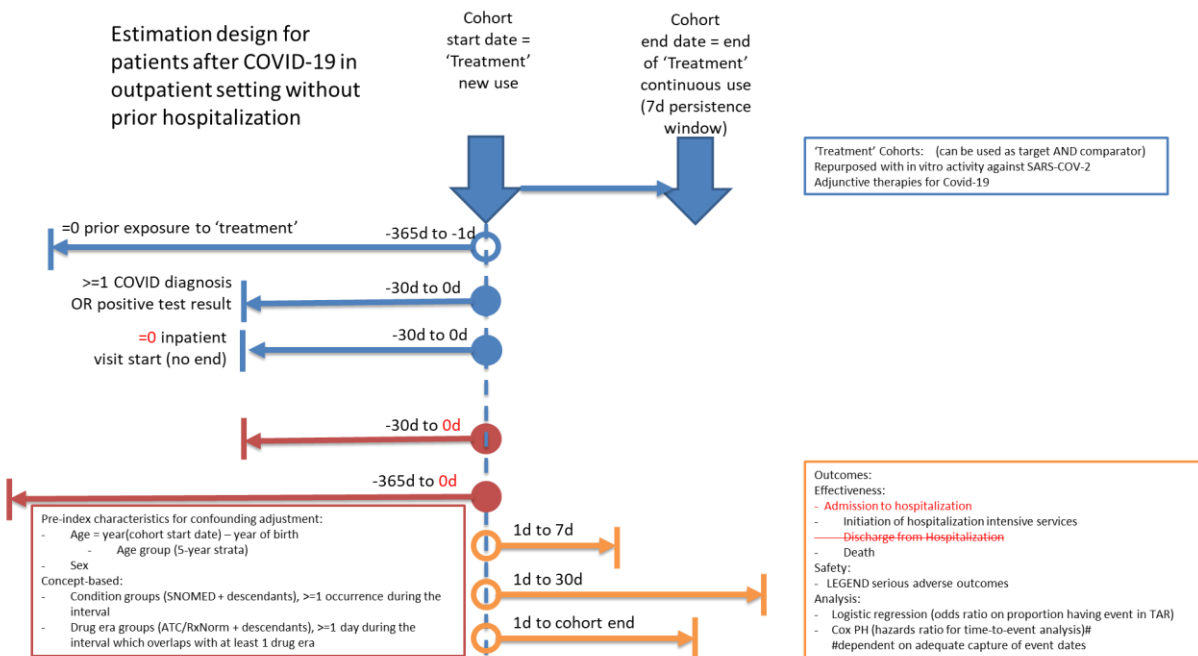 Estimation design for
patients after COVID-19 in
outpatient setting without
prior hospitalization
Cohort
start date =
‘Treatment’
new use
Cohort
end date = end
of ‘Treatment’
continuous use
(7d persistence
window)
‘Treatment’ Cohorts: (can be used as target AND comparator)
Repurposed with in vitro activity against SARS-COV-2
Adjunctive therapies for Covid-19
=0 prior exposure to ‘treatment’
-365d to -1d
>=1 COVID diagnosis
OR positive test result
-30d to 0d
=0 inpatient
visit start (no end)
-30d to 0d
-30d to 0d
-365d to 0d
Pre-index characteristics for confounding adjustment:
- Age = year(cohort start date) – year of birth
- Age group (5-year strata)
- Sex
Concept-based:
- Condition groups (SNOMED + descendants), >=1 occurrence during the
interval
- Drug era groups (ATC/RxNorm + descendants), >=1 day during the
interval which overlaps with at least 1 drug era
1d to 7d
1d to 30d
1d to cohort end
Outcomes:
Effectiveness:
- Admission to hospitalization
- Initiation of hospitalization intensive services
- Discharge from Hospitalization
- Death
Safety:
- LEGEND serious adverse outcomes
Analysis:
- Logistic regression (odds ratio on proportion having event in TAR)
- Cox PH (hazards ratio for time-to-event analysis)#
#dependent on adequate capture of event dates